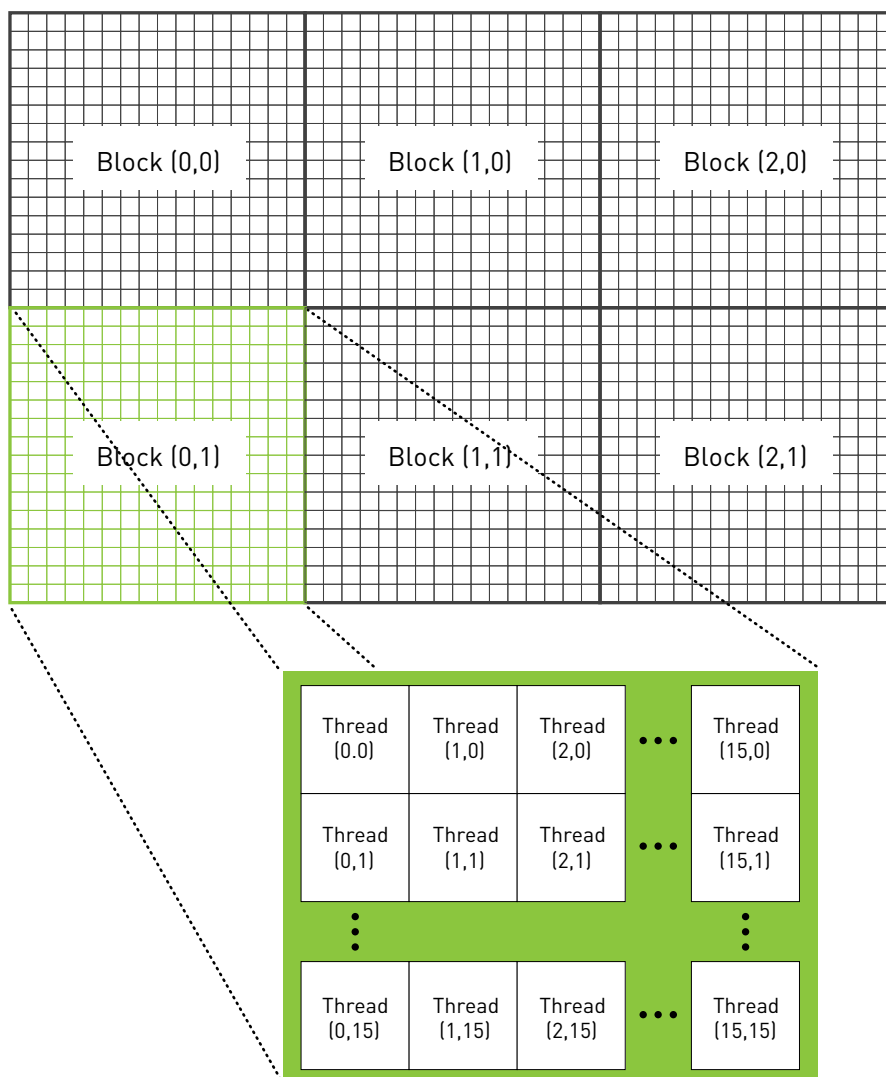 Block (0,0)
Block (1,0)
Block (2,0)
Block (0,1)
Block (1,1)
Block (2,1)
Thread
(0.0)
Thread
(1,0)
Thread
(2,0)
Thread
(15,0)
Thread
(0,1)
Thread
(1,1)
Thread
(2,1)
Thread
(15,1)
Thread
(0,15)
Thread
(1,15)
Thread
(2,15)
Thread
(15,15)